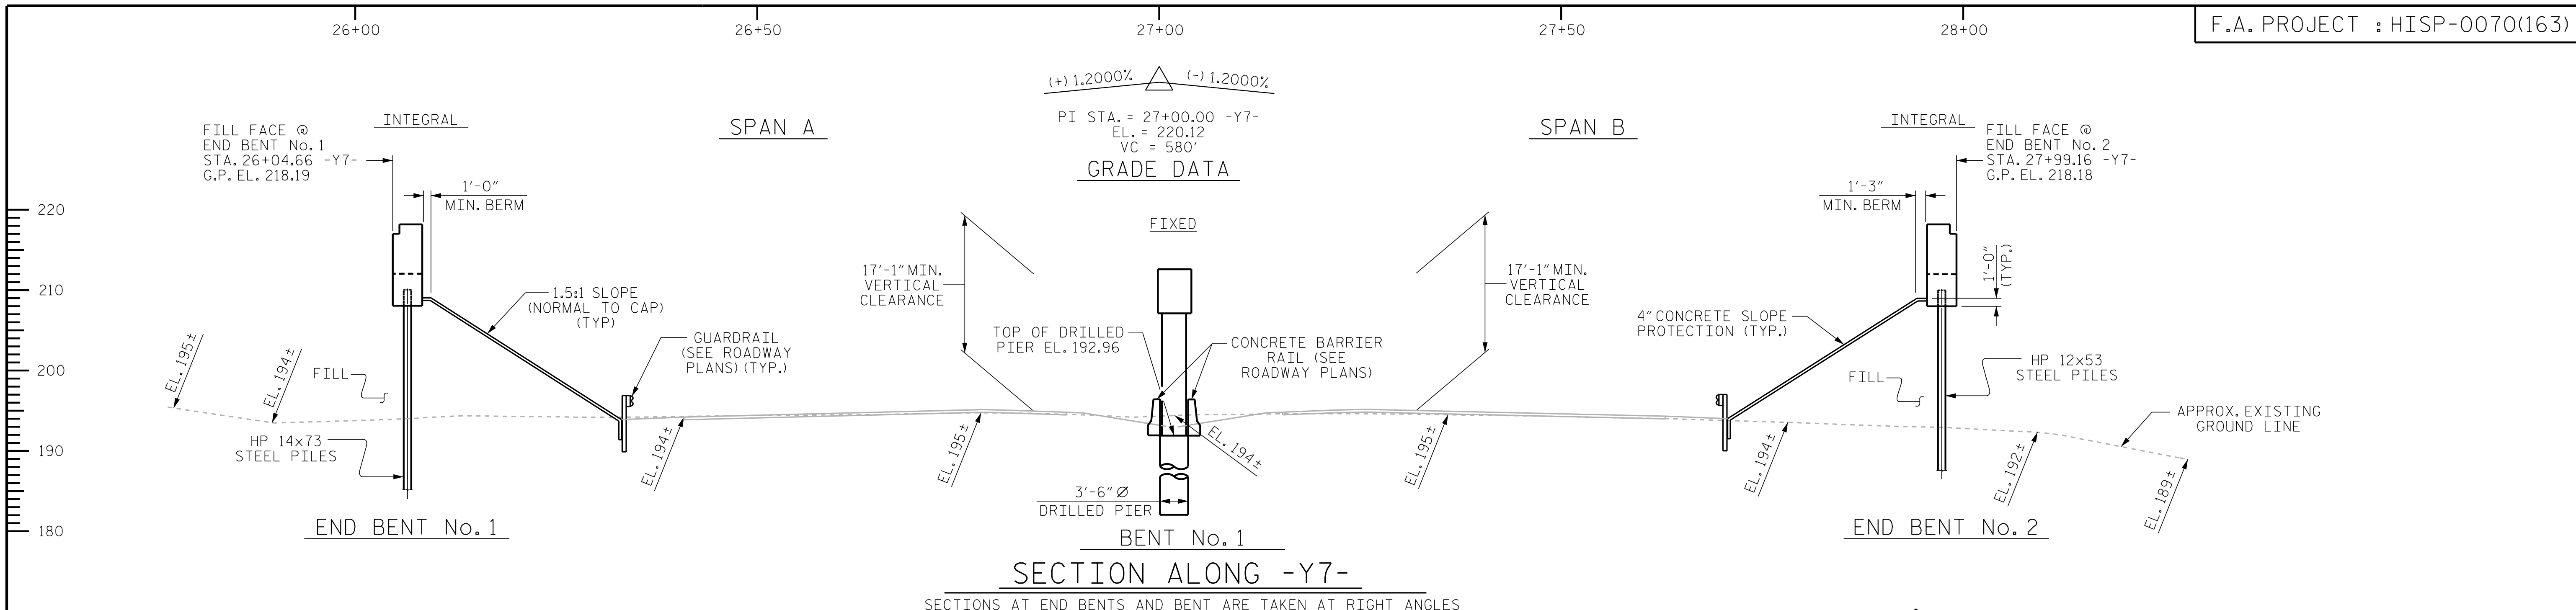 26+00
26+50
27+00
27+50
28+00
F.A. PROJECT : HISP-0070(163)
(+) 1.2000%
(-) 1.2000%
PI STA. = 27+00.00 -Y7-
EL. = 220.12
VC = 580'
GRADE DATA
FILL FACE @
END BENT No. 1
STA. 26+04.66 -Y7-
G.P. EL. 218.19
INTEGRAL
SPAN A
SPAN B
INTEGRAL
FILL FACE @
END BENT No. 2
STA. 27+99.16 -Y7-
G.P. EL. 218.18
1'-0"
MIN. BERM
1'-3"
MIN. BERM
220
210
200
190
180
FIXED
17'-1" MIN.
VERTICAL
CLEARANCE
17'-1" MIN.
VERTICAL
CLEARANCE
1'-0"
(TYP.)
1.5:1 SLOPE
(NORMAL TO CAP)
(TYP)
GUARDRAIL
(SEE ROADWAY
PLANS) (TYP.)
TOP OF DRILLED
PIER EL. 192.96
CONCRETE BARRIER
RAIL (SEE
ROADWAY PLANS)
4" CONCRETE SLOPE
PROTECTION (TYP.)
EL. 195±
EL. 194±
FILL
FILL
HP 12x53
STEEL PILES
HP 14x73
STEEL PILES
APPROX. EXISTING
GROUND LINE
EL. 194±
EL. 195±
EL. 194±
EL. 195±
EL. 194±
EL. 192±
EL. 189±
3'-6" Ø
DRILLED PIER
END BENT No. 1
BENT No. 1
END BENT No. 2
SECTION ALONG -Y7-
SECTIONS AT END BENTS AND BENT ARE TAKEN AT RIGHT ANGLES